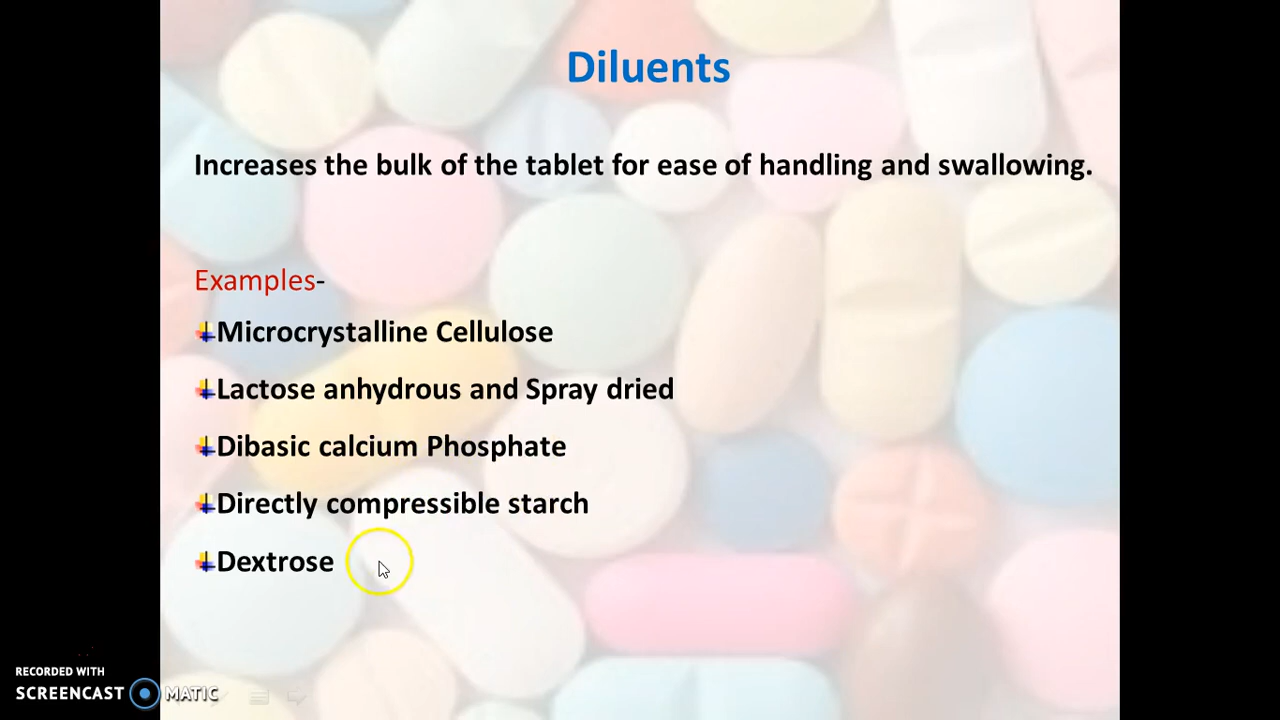 Diluents
Increases the bulk of the tablet for ease of handling and swallowing.
Examples-
Microcrystalline Cellulose
Lactose anhydrous and Spray dried
Dibasic calcium Phosphate
Directly compressible starch
Dextrose
RECORDED WITH
SCREENCAST MATIC